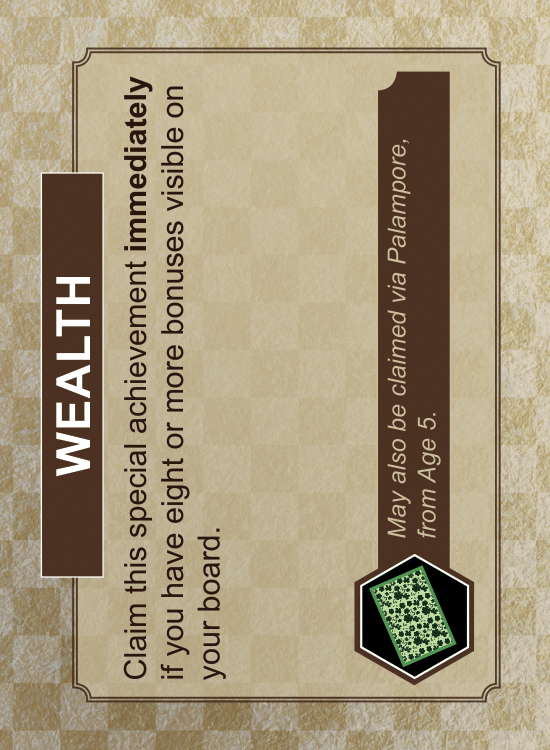 WEALTH
Claim this special achievement immediately
if you have eight or more bonuses visible on
your board.
May also be claimed via Palampore,
from Age 5.